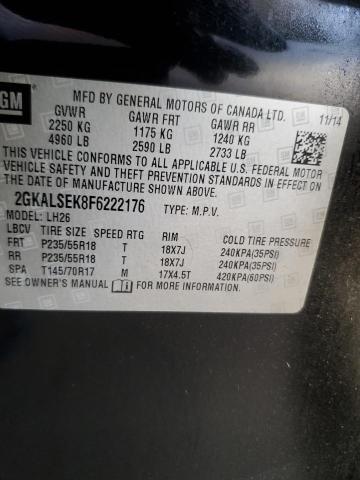 GM
MFD BY GENERAL MOTORS OF CANADA LTD. 11/14
GVWR GAWR FRT GAWR RR
2250 KG 1175 KG 1240 KG
4960 LB 2590 LB 2733 LB
THIS VEHICLE CONFORMS TO ALL APPLICABLE U.S. FEDERAL MOTOR
VEHICLE SAFETY AND THEFT PREVENTION STANDARDS IN EFFECT ON
THE DATE OF MANUFACTURE SHOWN ABOVE.
2GKALSEK8F6222176 TYPE: M.P.V.
MODEL: LH26
LBC TIRE SIZE SPEED RTG RIM COLD TIRE PRESSURE
FRT P235/55R18 T 18X7J 240KPA(35PSI)
RR P235/55R18 T 18X7J 240KPA(35PSI)
SPA T145/70R17 M 17X4.5T 420KPA(60PSI)
SEE OWNER'S MANUAL FOR MORE INFORMATION.